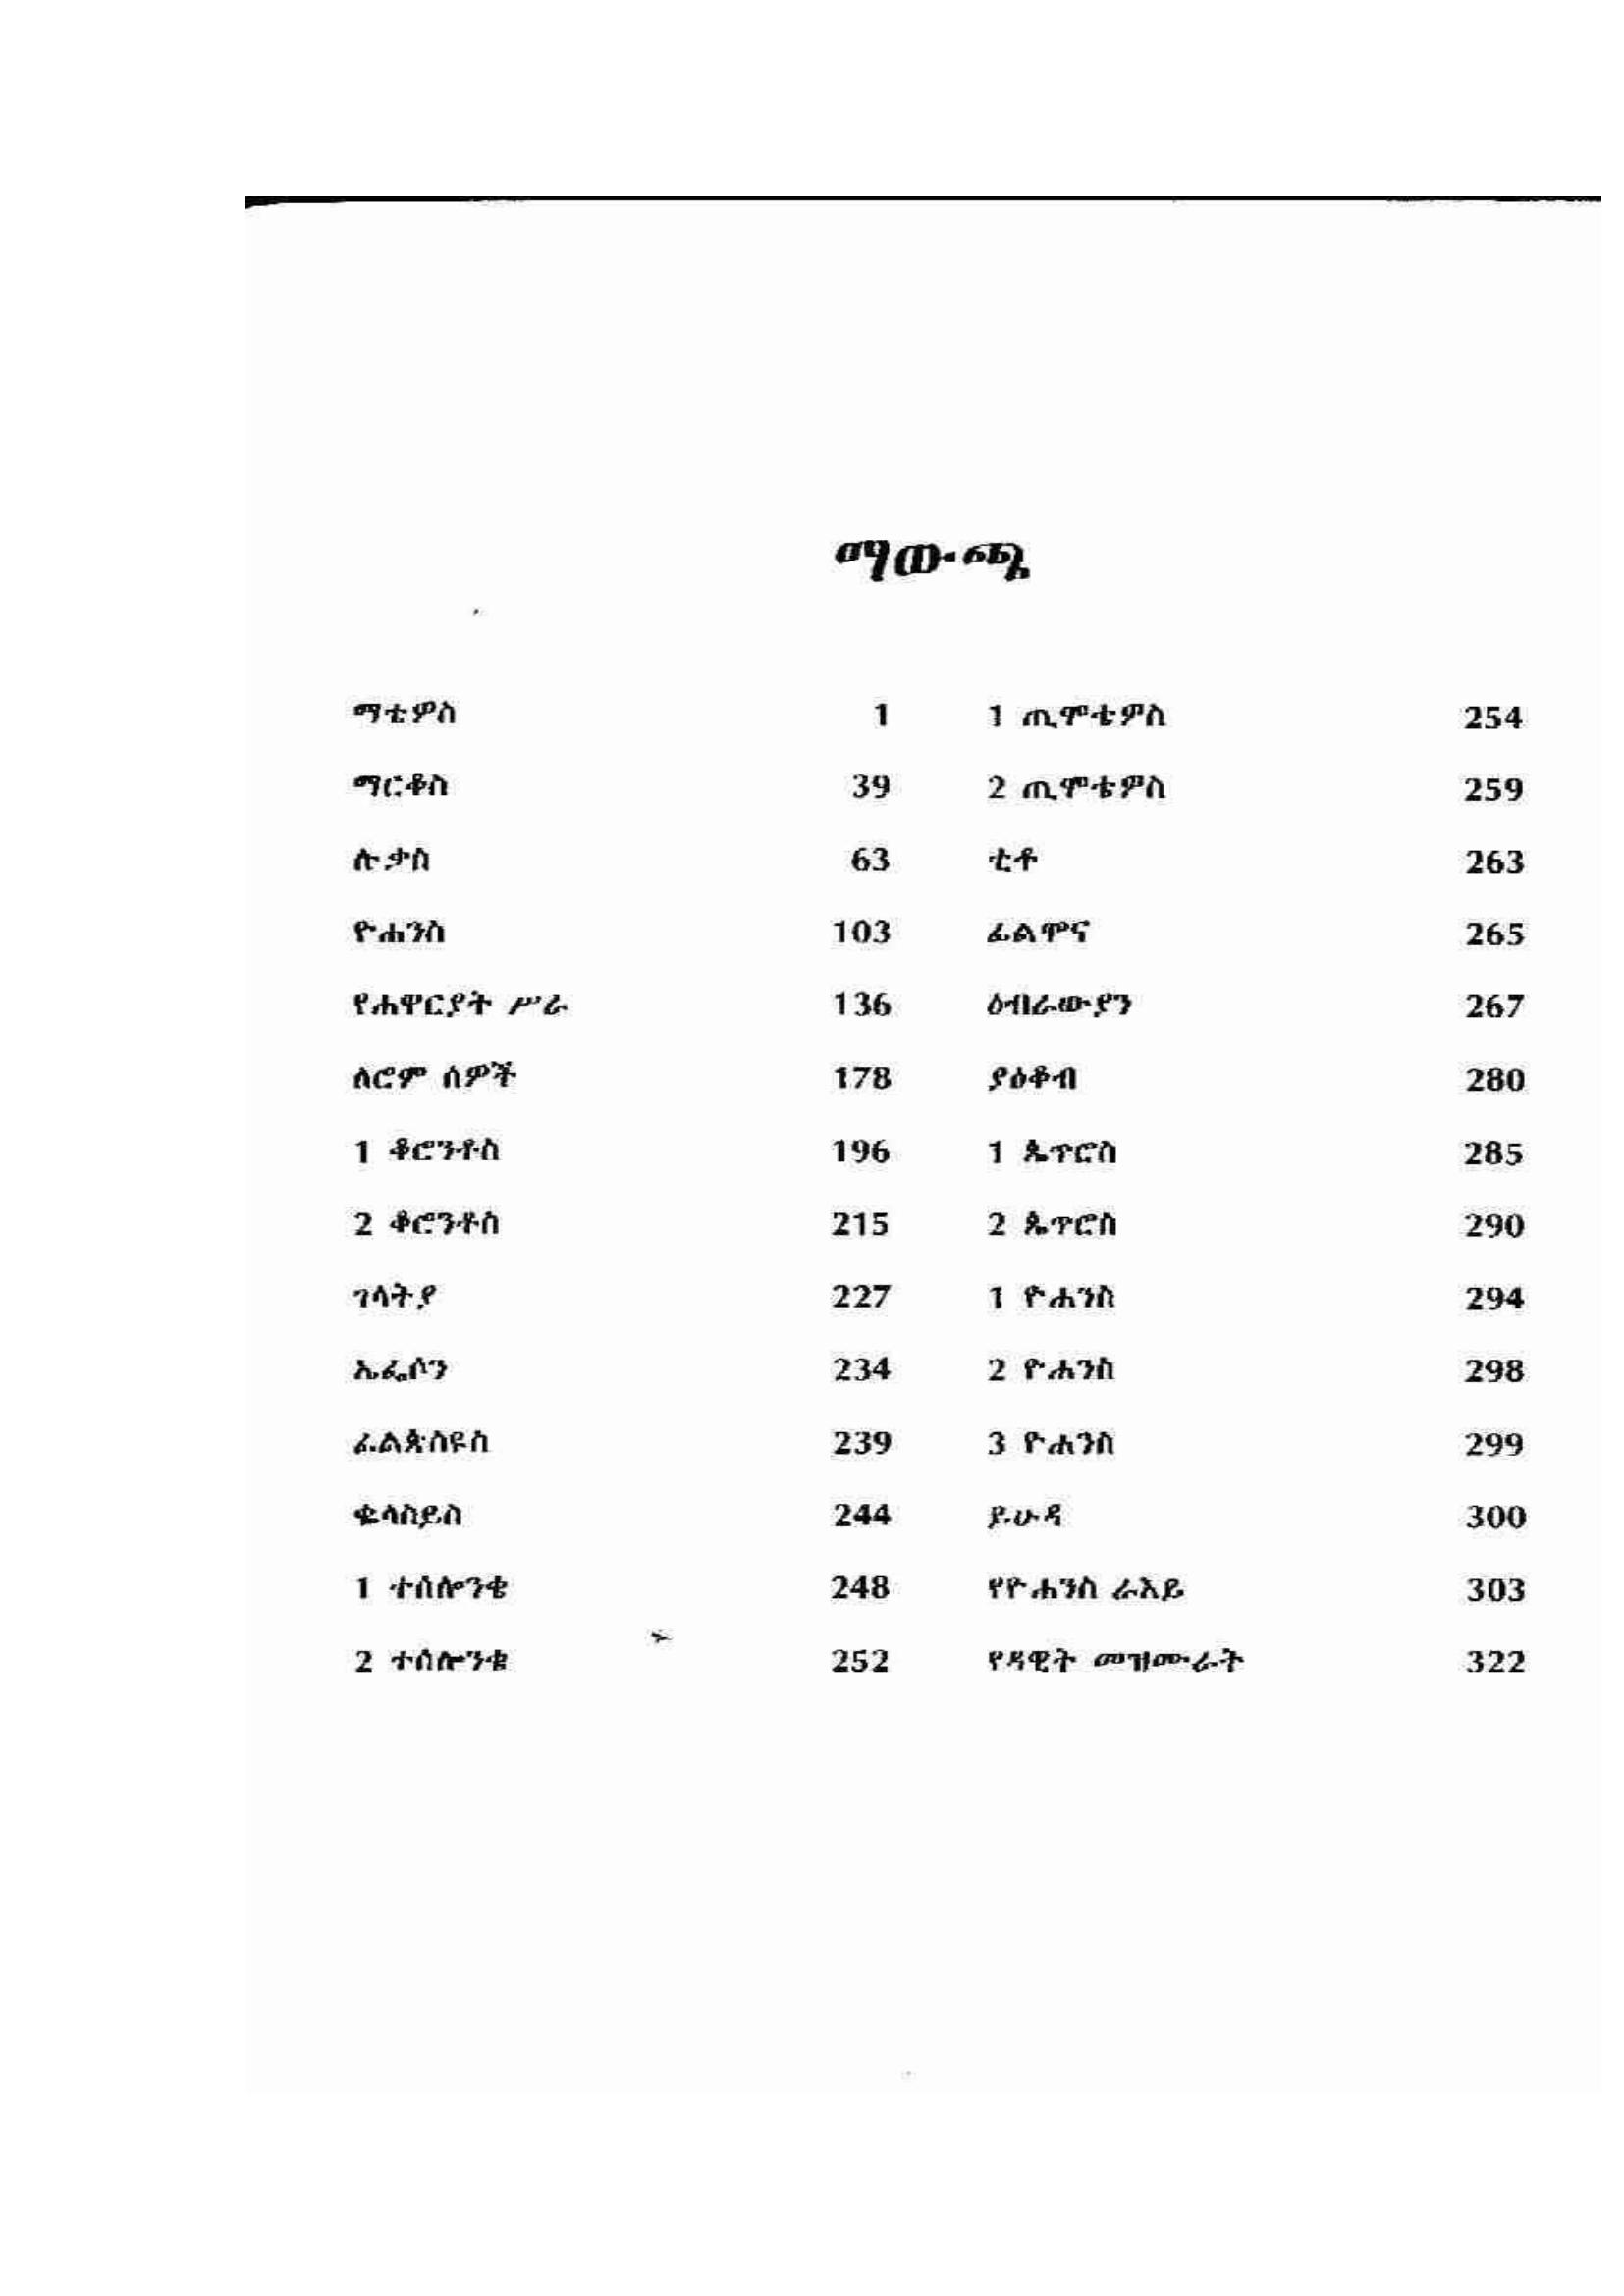 ማውጫ
ማቴዎስ 1
ማርቆስ 39
ሉቃስ 63
ዮሐንስ 103
የሐዋርያት ሥራ 136
ለሮም ሰዎች 178
1 ቆሮንቶስ 196
2 ቆሮንቶስ 215
ገላትያ 227
ኤፌሶን 234
ፊልጵስዩስ 239
ቄላስይስ 244
1 ተሰሎንቄ 248
2 ተሰሎንቄ 252
1 ጢሞቴዎስ 254
2 ጢሞቴዎስ 259
ቲቶ 263
ፊልሞና 265
ዕብራውያን 267
ያዕቆብ 280
1 ጴጥሮስ 285
2 ጴጥሮስ 290
1 ዮሐንስ 294
2 ዮሐንስ 298
3 ዮሐንስ 299
ይሁዳ 300
የዮሐንስ ራእይ 303
የዳዊት መዝሙራት 322